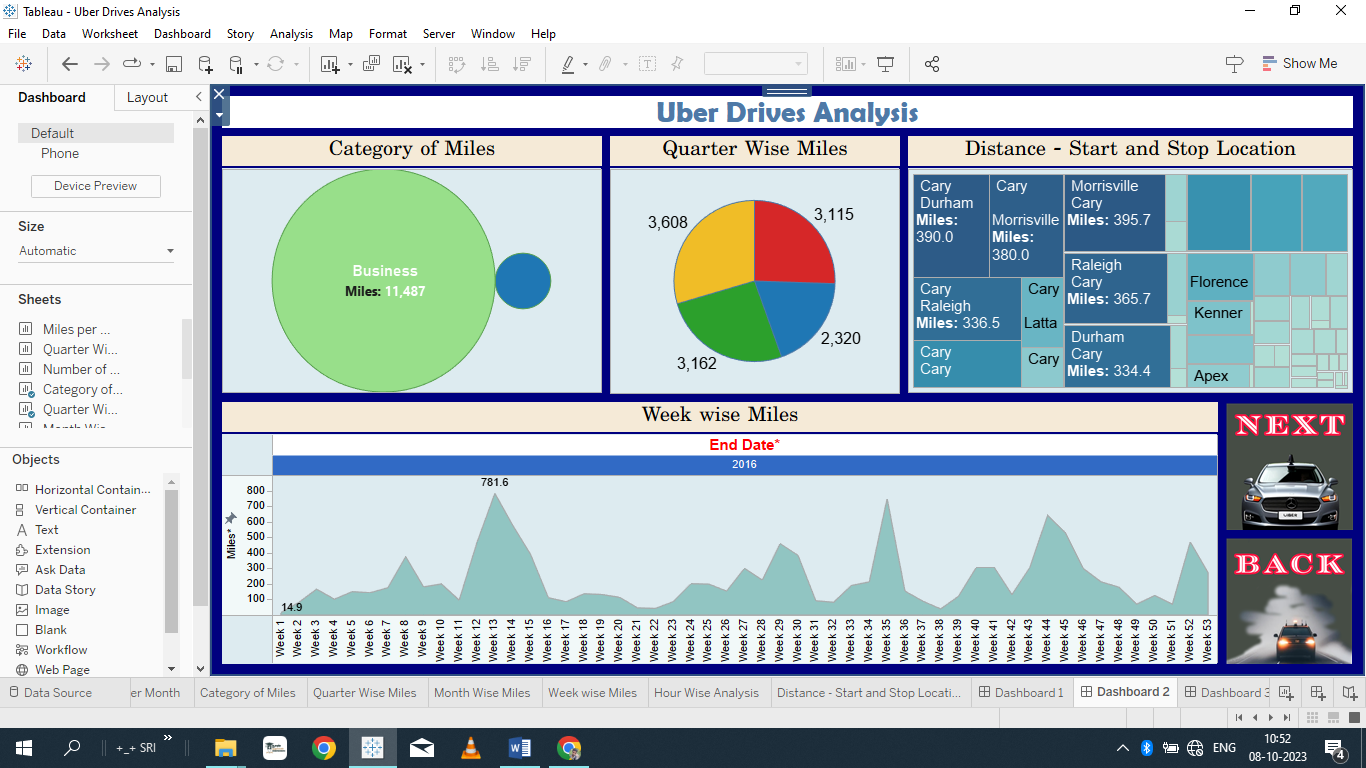 Tableau - Uber Drives Analysis
File Data Worksheet Dashboard Story Analysis Map Format Server Window Help
Show Me
Dashboard Layout
Default
Phone
Device Preview
Size
Automatic
Sheets
Miles per ...
Quarter Wi...
Number of ...
Category of...
Quarter Wi...
Objects
Horizontal Contain...
Vertical Container
Text
Extension
Ask Data
Data Story
Image
Blank
Workflow
Web Page
Uber Drives Analysis
Category of Miles
Business
Miles: 11,487
Quarter Wise Miles
3,608
3,115
2,320
3,162
Distance - Start and Stop Location
Cary
Durham
Miles:
390.0
Cary
Morrisville
Miles:
380.0
Morrisville
Cary
Miles: 395.7
Raleigh
Cary
Miles: 365.7
Cary
Raleigh
Miles: 336.5
Cary
Latta
Cary
Cary
Cary
Durham
Cary
Miles: 334.4
Florence
Kenner
Apex
Week wise Miles
End Date*
2016
Miles*
800
700
600
500
400
300
200
100
781.6
14.9
Week 1
Week 2
Week 3
Week 4
Week 5
Week 6
Week 7
Week 8
Week 9
Week 10
Week 11
Week 12
Week 13
Week 14
Week 15
Week 16
Week 17
Week 18
Week 19
Week 20
Week 21
Week 22
Week 23
Week 24
Week 25
Week 26
Week 27
Week 28
Week 29
Week 30
Week 31
Week 32
Week 33
Week 34
Week 35
Week 36
Week 37
Week 38
Week 39
Week 40
Week 41
Week 42
Week 43
Week 44
Week 45
Week 46
Week 47
Week 48
Week 49
Week 50
Week 51
Week 52
Week 53
NEXT
BACK
Data Source er Month Category of Miles Quarter Wise Miles Month Wise Miles Week wise Miles Hour Wise Analysis Distance - Start and Stop Locati... Dashboard 1 Dashboard 2 Dashboard 3
+_+ SRI
ENG
10:52
08-10-2023
4